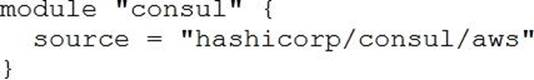 module "consul" {
  source = "hashicorp/consul/aws"
}